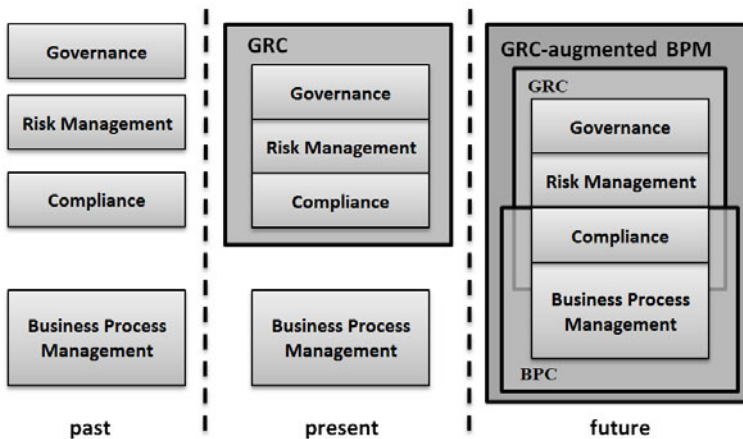 Governance
Risk Management
Compliance
Business Process
Management
past
GRC
Governance
Risk Management
Compliance
Business Process
Management
present
GRC-augmented BPM
GRC
Governance
Risk Management
Compliance
Business Process
Management
BPC
future